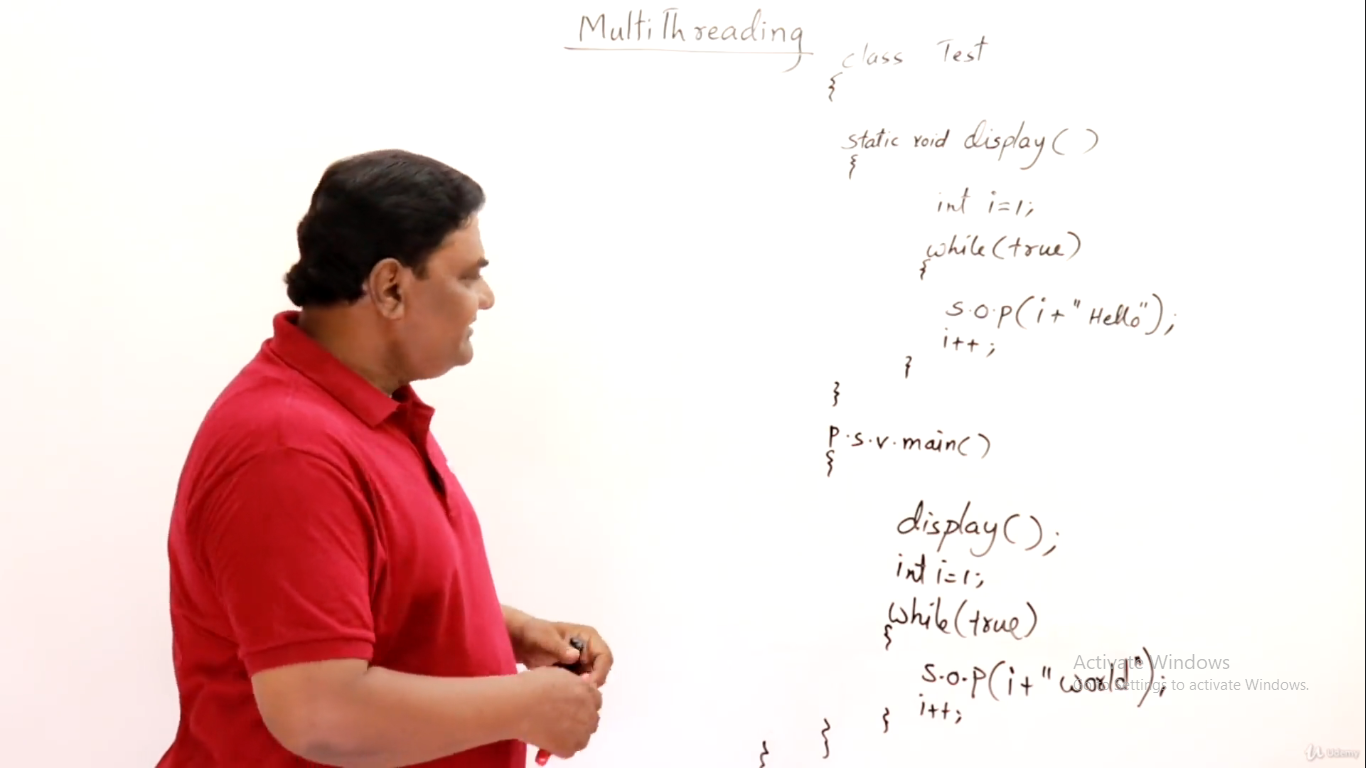 MultiThreading
class Test
{
static void display( )
{
int i=1;
while(true)
{
S.O.P(i+"Hello");
i++;
}
}
P.S.V.main()
{
display();
int i=1;
while(true)
{
S.O.P(i+"world");
i++;
}
}
}
Activate Windows
Go to Settings to activate Windows.
Udemy